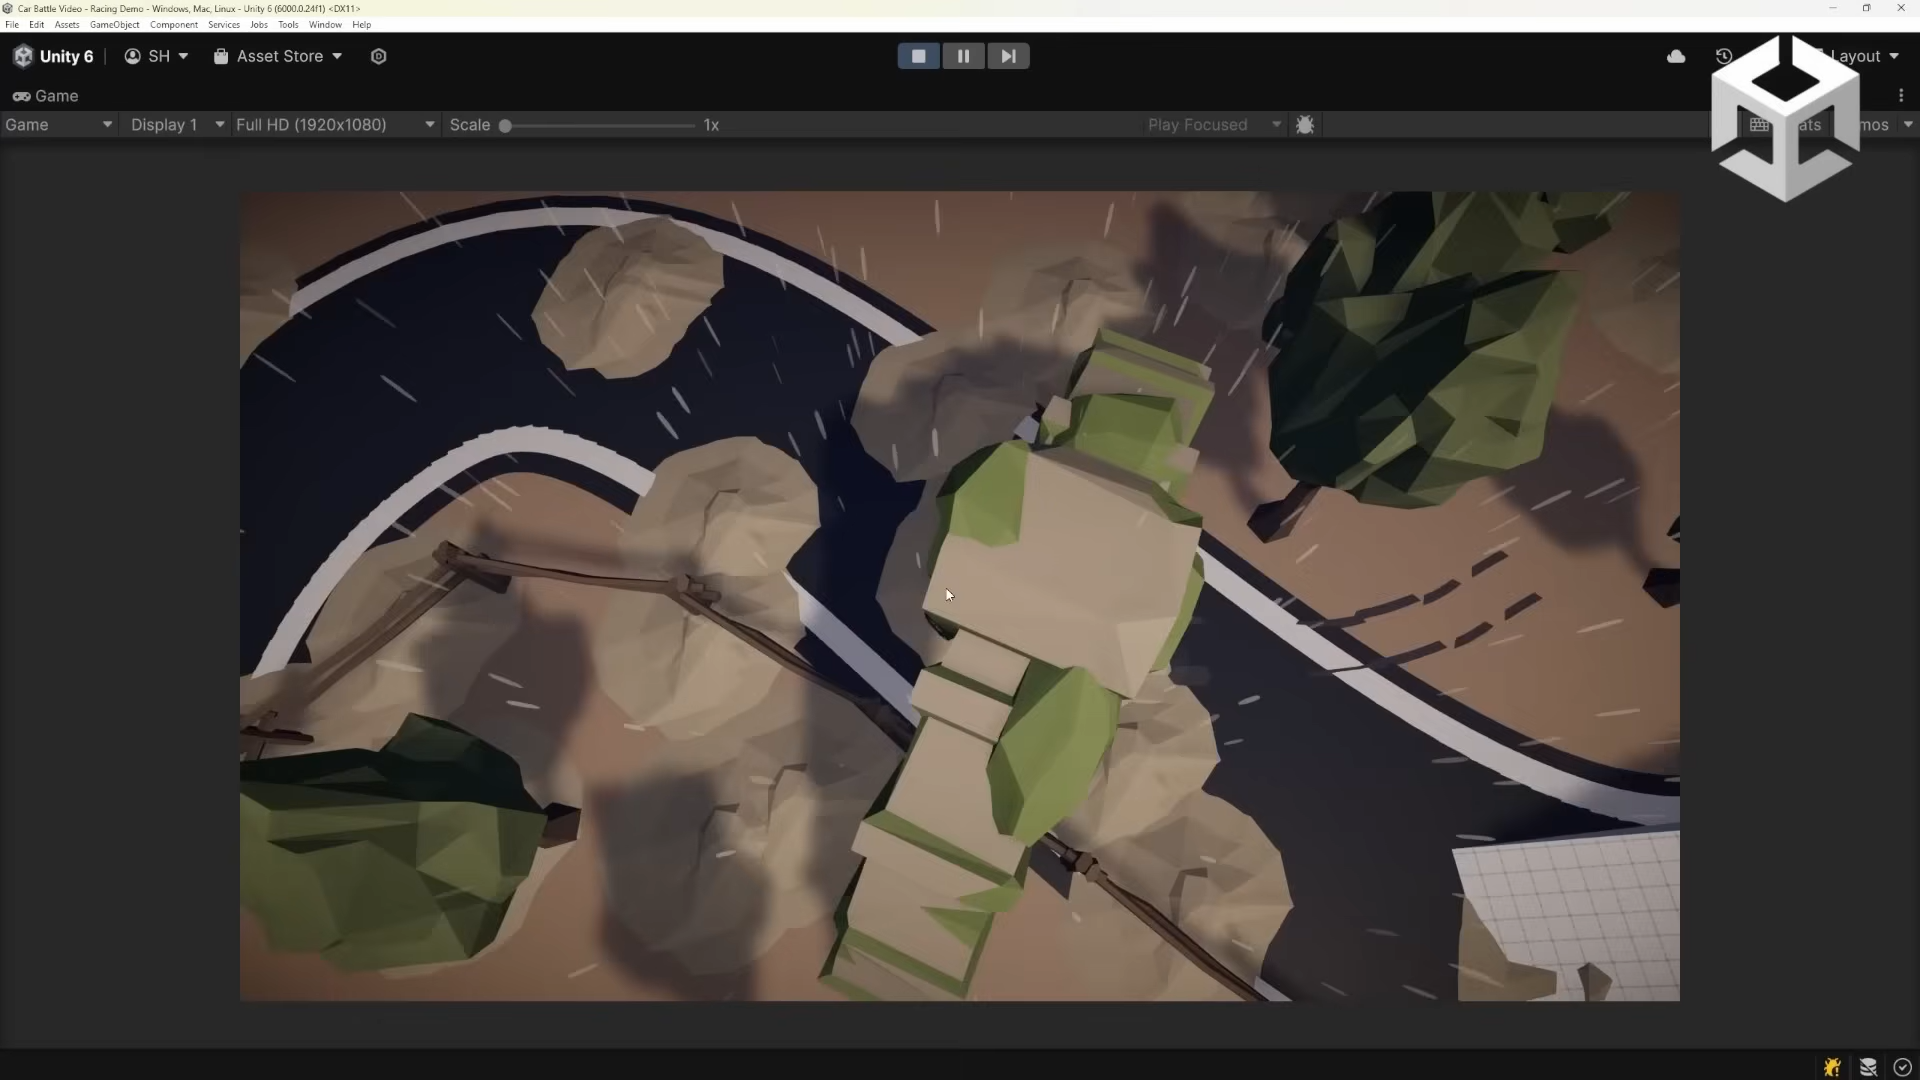 Car Battle Video - Racing Demo - Windows, Mac, Linux - Unity 6 (6000.0.24f1) <DX11>
File Edit Assets GameObject Component Services Jobs Tools Window Help
Unity 6 SH Asset Store Layout
Game
Game Display 1 Full HD (1920x1080) Scale 1x Play Focused